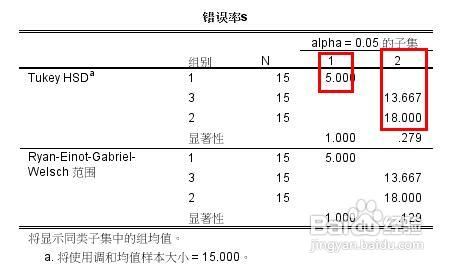 错误率s
alpha = 0.05 的子集
组别 N 1 2
Tukey HSDa 1 15 5.000
3 15 13.667
2 15 18.000
显著性 1.000 .279
Ryan-Einot-Gabriel-Welsch 范围 1 15 5.000
3 15 13.667
2 15 18.000
显著性 1.000 .129
将显示同类子集中的组均值。
a. 将使用调和均值样本大小 = 15.000。
Baidu 经验
jingyan.baidu.com